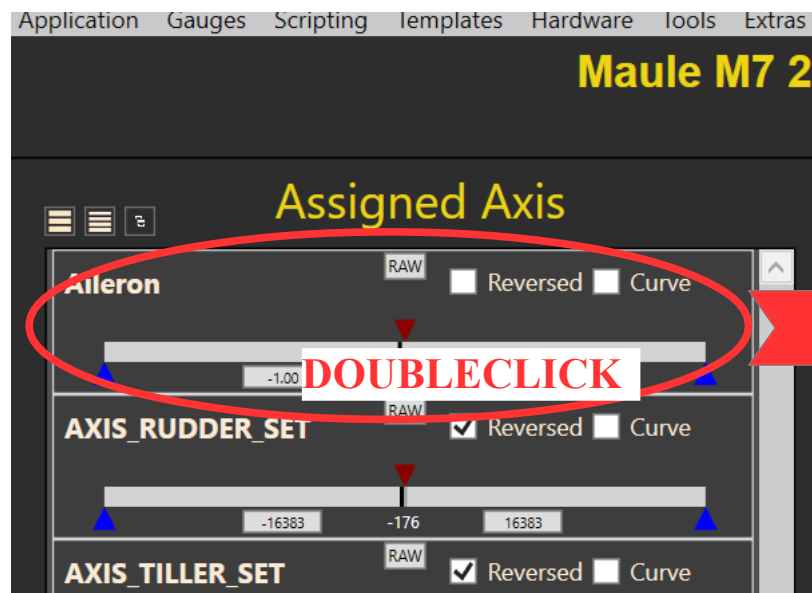 Application Gauges Scripting Templates Hardware Tools Extras
Maule M7 2
Assigned Axis
Aileron RAW Reversed Curve
-1.00 DOUBLECLICK
AXIS_RUDDER_SET RAW Reversed Curve
-16383 -176 16383
AXIS_TILLER_SET RAW Reversed Curve